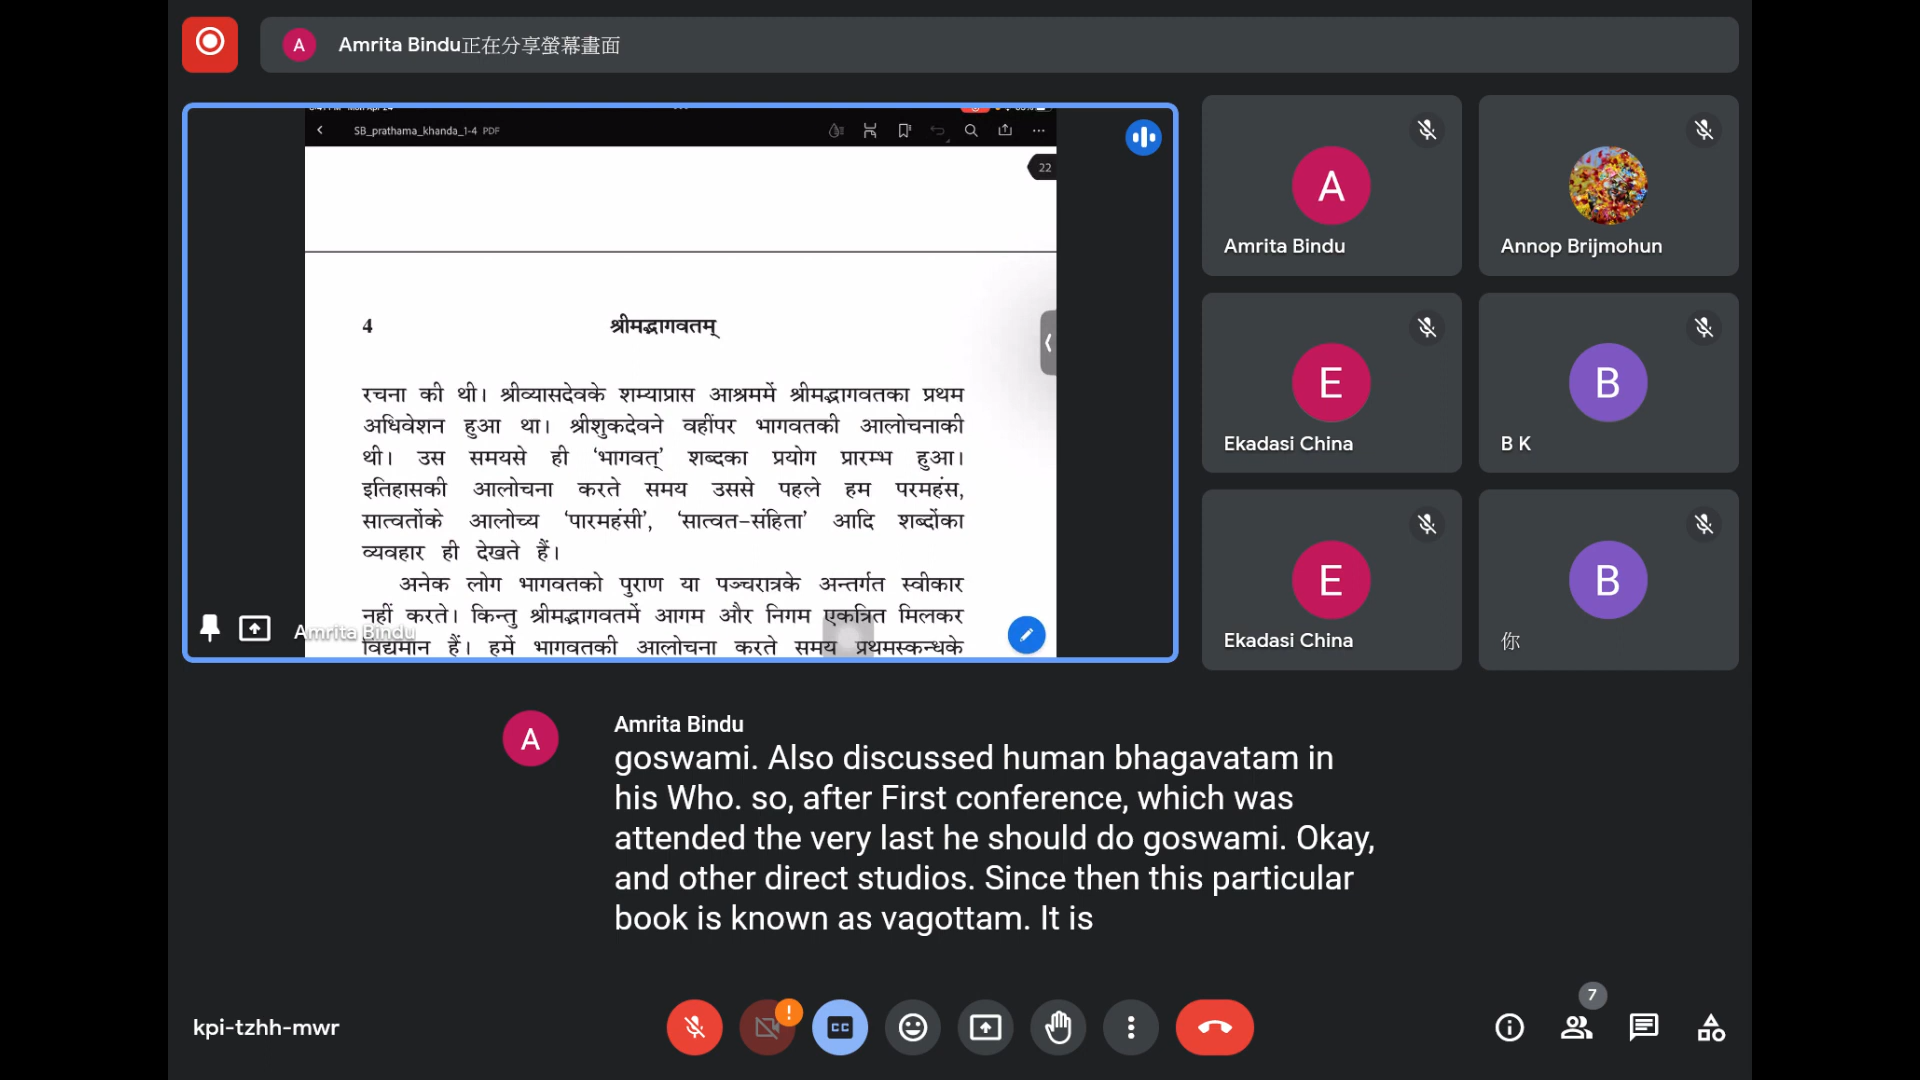 A Amrita Bindu正在分享螢幕畫面
SB_prathama_khanda_1-4 PDF
22
4 श्रीमद्भागवतम्
रचना की थी। श्रीव्यासदेवके शम्याप्रास आश्रममें श्रीमद्भागवतका प्रथम
अधिवेशन हुआ था। श्रीशुकदेवने वहींपर भागवतकी आलोचनाकी
थी। उस समयसे ही ‘भागवत्’ शब्दका प्रयोग प्रारम्भ हुआ।
इतिहासकी आलोचना करते समय उससे पहले हम परमहंस,
सात्वतोंके आलोच्य ‘पारमहंसी’, ‘सात्वत-संहिता’ आदि शब्दोंका
व्यवहार ही देखते हैं।
अनेक लोग भागवतको पुराण या पञ्चरात्रके अन्तर्गत स्वीकार
नहीं करते। किन्तु श्रीमद्भागवतमें आगम और निगम एकत्रित मिलकर
विद्यमान हैं। हमें भागवतकी आलोचना करते समय प्रथमस्कन्धके
Amrita Bindu
A
Amrita Bindu
Annop Brijmohun
E
Ekadasi China
B
B K
E
Ekadasi China
B
你
A
Amrita Bindu
goswami. Also discussed human bhagavatam in
his Who. so, after First conference, which was
attended the very last he should do goswami. Okay,
and other direct studios. Since then this particular
book is known as vagottam. It is
kpi-tzhh-mwr
!
CC
7